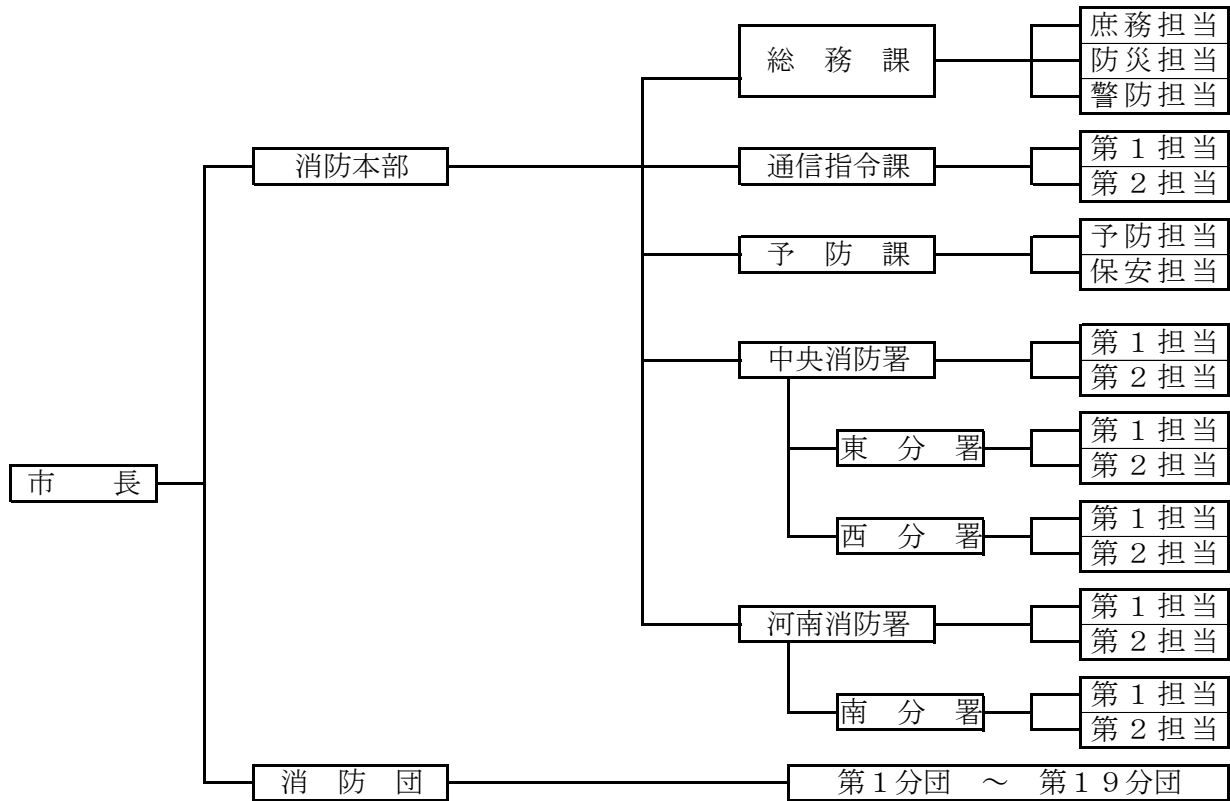 庶務担当
総　務　課
防災担当
警防担当
第１担当
消防本部
通信指令課
第２担当
予防担当
予　防　課
保安担当
第１担当
中央消防署
第２担当
第１担当
東　分　署
第２担当
市　　長
第１担当
西　分　署
第２担当
第１担当
河南消防署
第２担当
第１担当
南　分　署
第２担当
消　防　団
第１分団　～　第１９分団